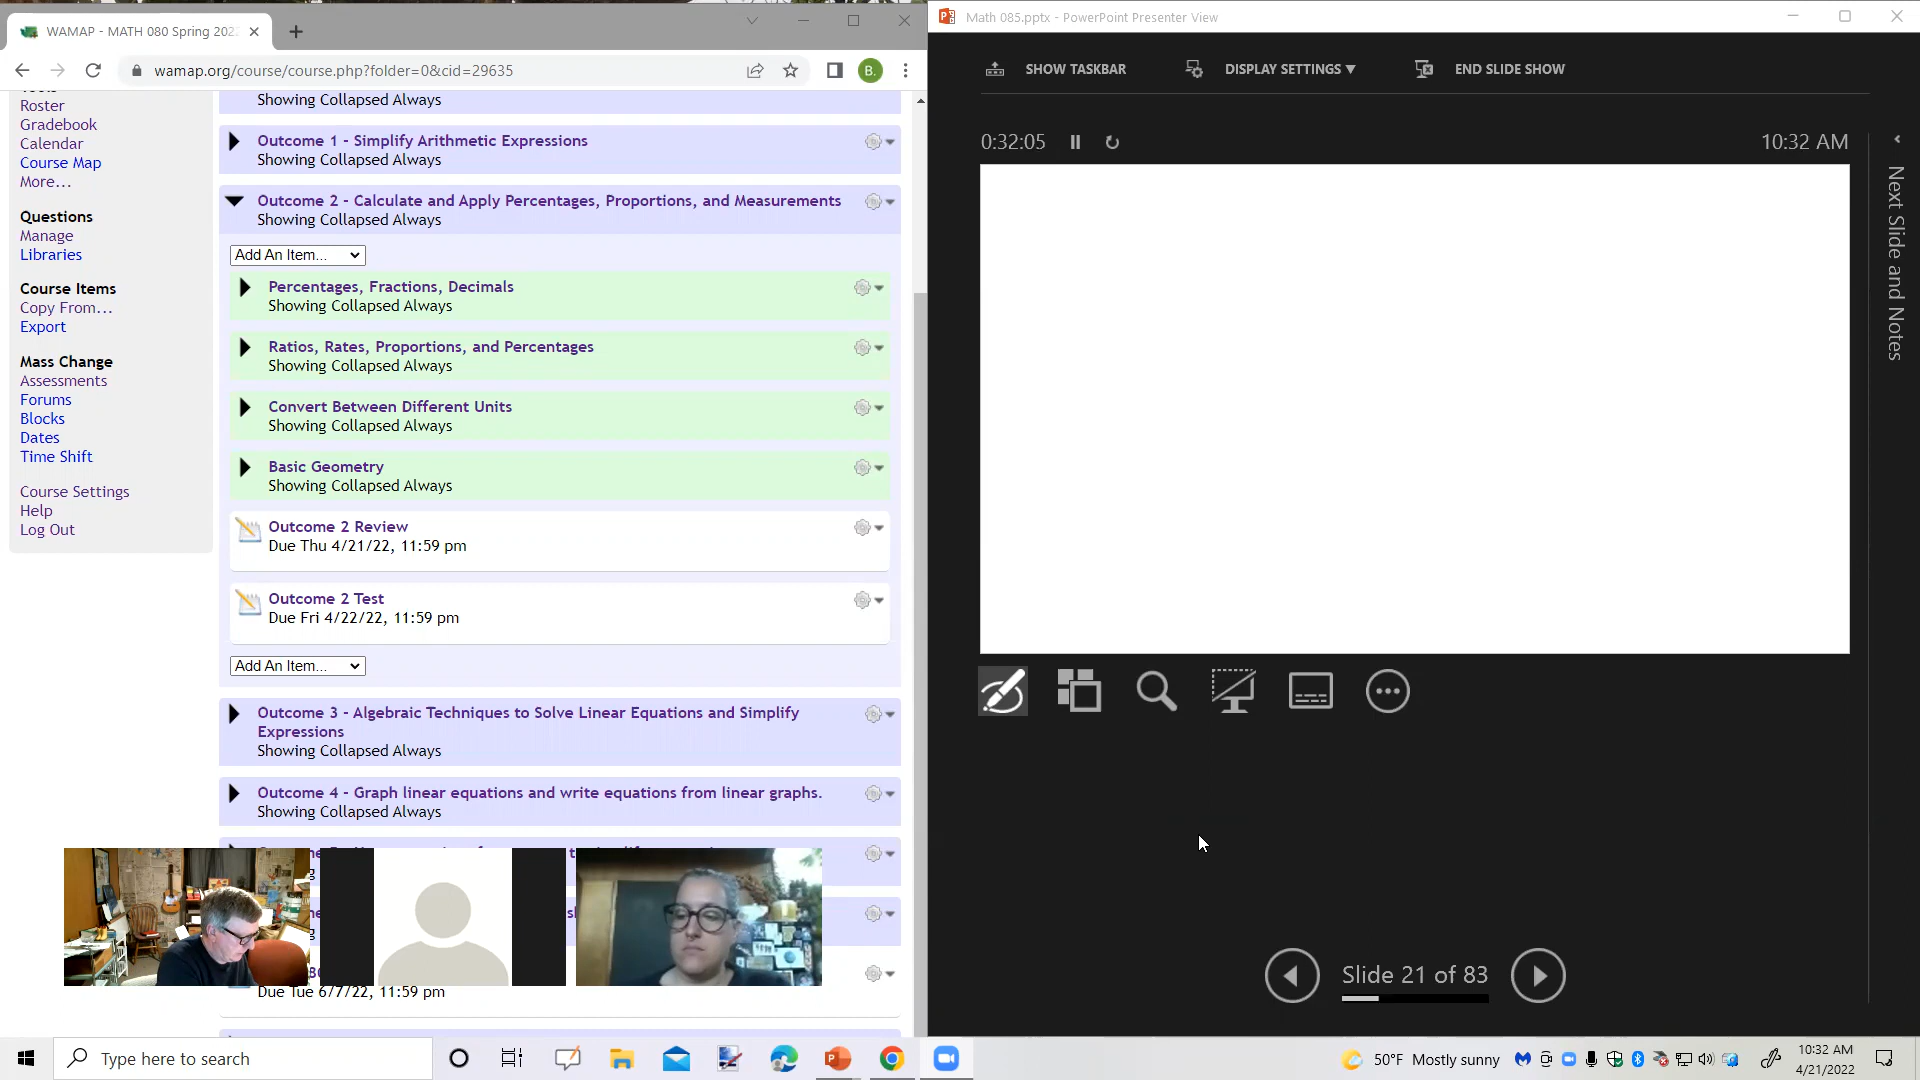 WAMAP - MATH 080 Spring 202
wamap.org/course/course.php?folder=0&cid=29635
B.
Roster
Gradebook
Calendar
Course Map
More...
Questions
Manage
Libraries
Course Items
Copy From...
Export
Mass Change
Assessments
Forums
Blocks
Dates
Time Shift
Course Settings
Help
Log Out
Showing Collapsed Always
Outcome 1 - Simplify Arithmetic Expressions
Showing Collapsed Always
Outcome 2 - Calculate and Apply Percentages, Proportions, and Measurements
Showing Collapsed Always
Add An Item...
Percentages, Fractions, Decimals
Showing Collapsed Always
Ratios, Rates, Proportions, and Percentages
Showing Collapsed Always
Convert Between Different Units
Showing Collapsed Always
Basic Geometry
Showing Collapsed Always
Outcome 2 Review
Due Thu 4/21/22, 11:59 pm
Outcome 2 Test
Due Fri 4/22/22, 11:59 pm
Add An Item...
Outcome 3 - Algebraic Techniques to Solve Linear Equations and Simplify
Expressions
Showing Collapsed Always
Outcome 4 - Graph linear equations and write equations from linear graphs.
Showing Collapsed Always
Due Tue 6/7/22, 11:59 pm
Math 085.pptx - PowerPoint Presenter View
SHOW TASKBAR
DISPLAY SETTINGS ▼
END SLIDE SHOW
0:32:05
10:32 AM
Next Slide and Notes
Slide 21 of 83
Type here to search
50°F Mostly sunny
10:32 AM
4/21/2022